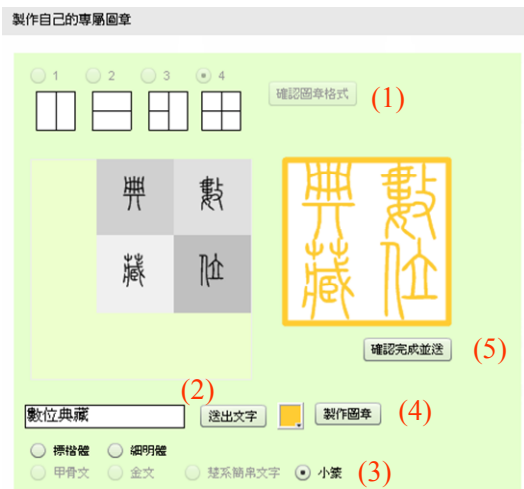 製作自己的專屬圖章
1 2 3 4
確認圖章格式 (1)
典 數
藏 位
典 數
藏 位
確認完成並送 (5)
(2)
數位典藏 送出文字 製作圖章 (4)
標楷體 細明體
甲骨文 金文 楚系簡帛文字 小篆 (3)